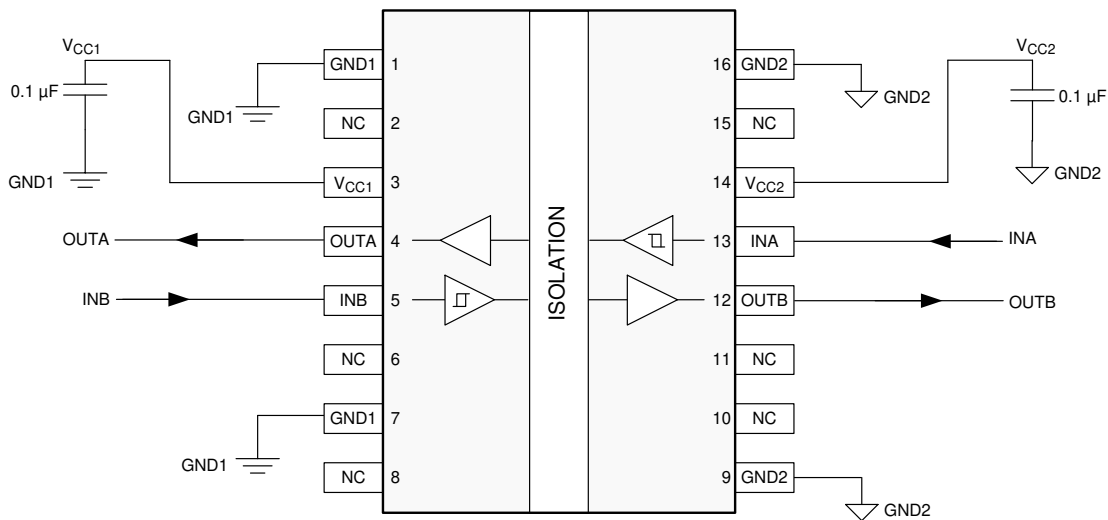 VCC1
0.1 µF
GND1
GND1
GND1 1
NC 2
VCC1 3
OUTA
OUTA 4
INB
INB 5
NC 6
GND1 7
GND1
NC 8
ISOLATION
16 GND2
GND2
15 NC
14 VCC2
VCC2
0.1 µF
GND2
13 INA
INA
12 OUTB
OUTB
11 NC
10 NC
9 GND2
GND2